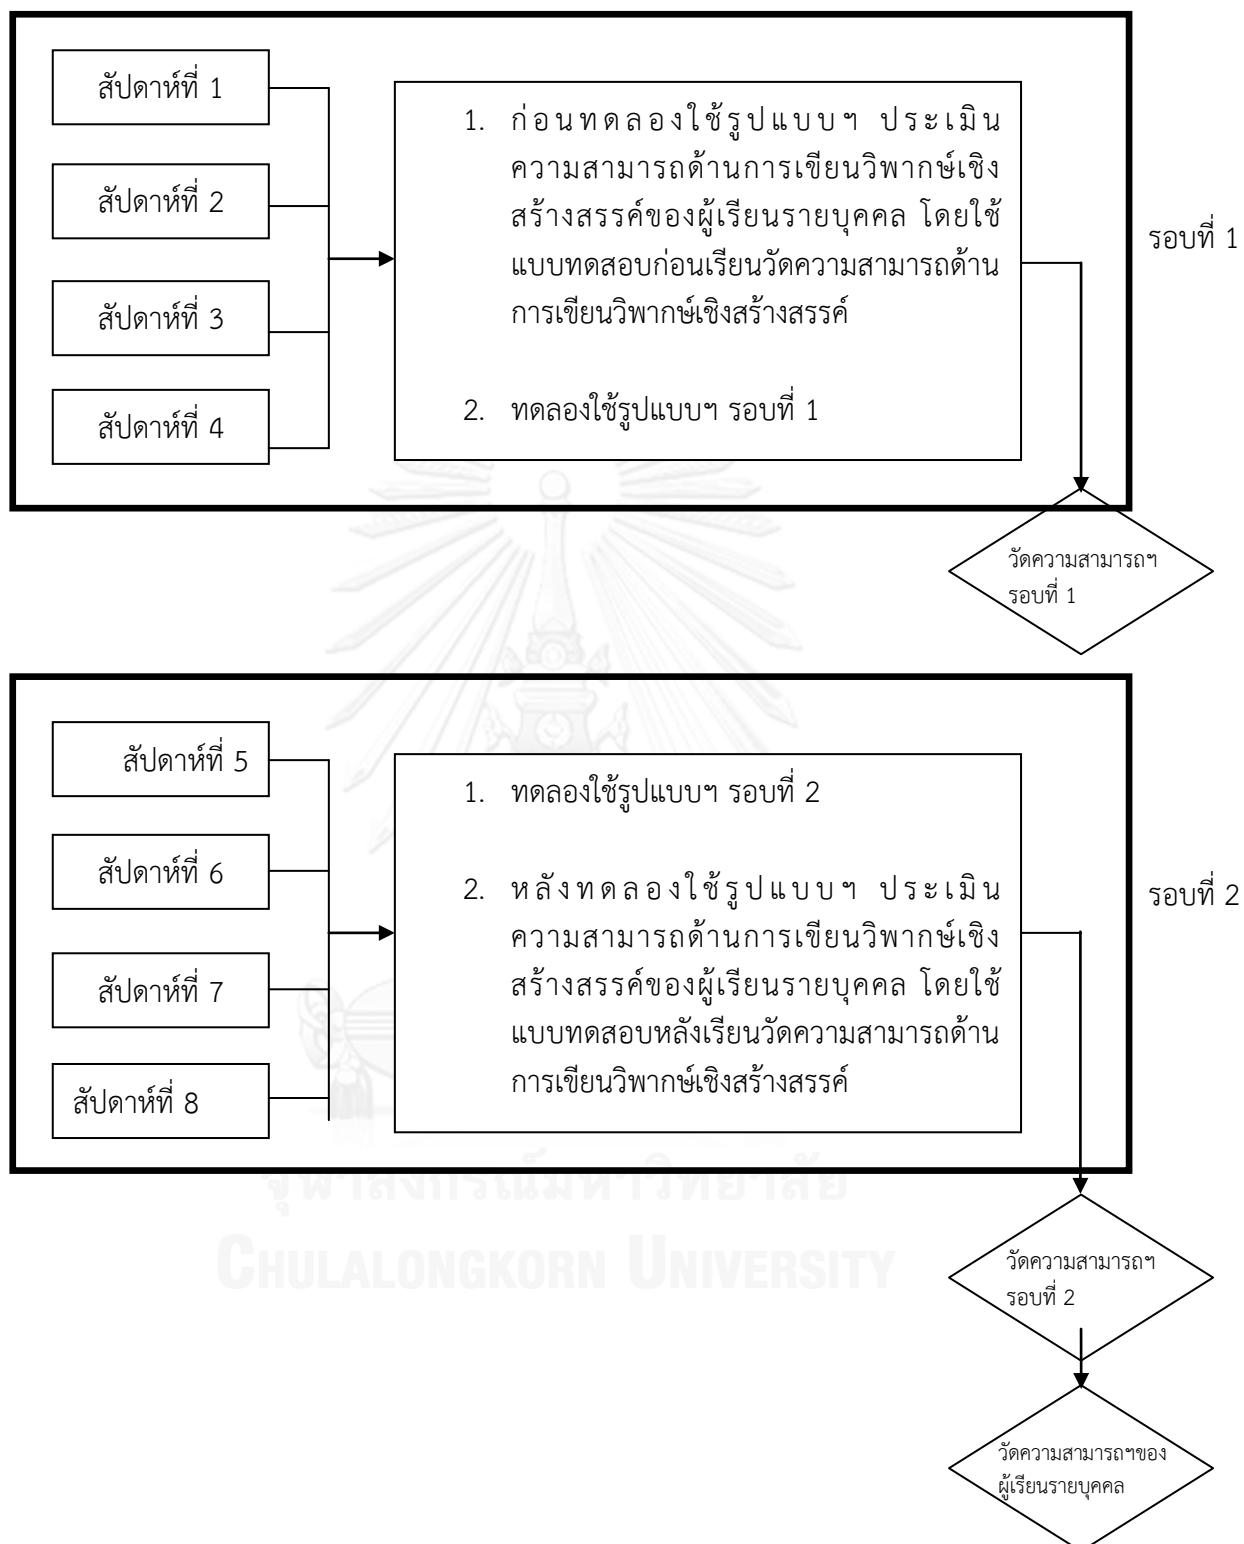 สัปดาห์ที่ 1
สัปดาห์ที่ 2
สัปดาห์ที่ 3
สัปดาห์ที่ 4
1. ก่อนทดลองใช้รูปแบบฯ ประเมิน
ความสามารถด้านการเขียนวิพากษ์เชิง
สร้างสรรค์ของผู้เรียนรายบุคคล โดยใช้
แบบทดสอบก่อนเรียนวัดความสามารถด้าน
การเขียนวิพากษ์เชิงสร้างสรรค์
2. ทดลองใช้รูปแบบฯ รอบที่ 1
รอบที่ 1
วัดความสามารถฯ
รอบที่ 1
สัปดาห์ที่ 5
สัปดาห์ที่ 6
สัปดาห์ที่ 7
สัปดาห์ที่ 8
1. ทดลองใช้รูปแบบฯ รอบที่ 2
2. หลังทดลองใช้รูปแบบฯ ประเมิน
ความสามารถด้านการเขียนวิพากษ์เชิง
สร้างสรรค์ของผู้เรียนรายบุคคล โดยใช้
แบบทดสอบหลังเรียนวัดความสามารถด้าน
การเขียนวิพากษ์เชิงสร้างสรรค์
รอบที่ 2
จุฬาลงกรณ์มหาวิทยาลัย
CHULALONGKORN UNIVERSITY
วัดความสามารถฯ
รอบที่ 2
วัดความสามารถฯของ
ผู้เรียนรายบุคคล